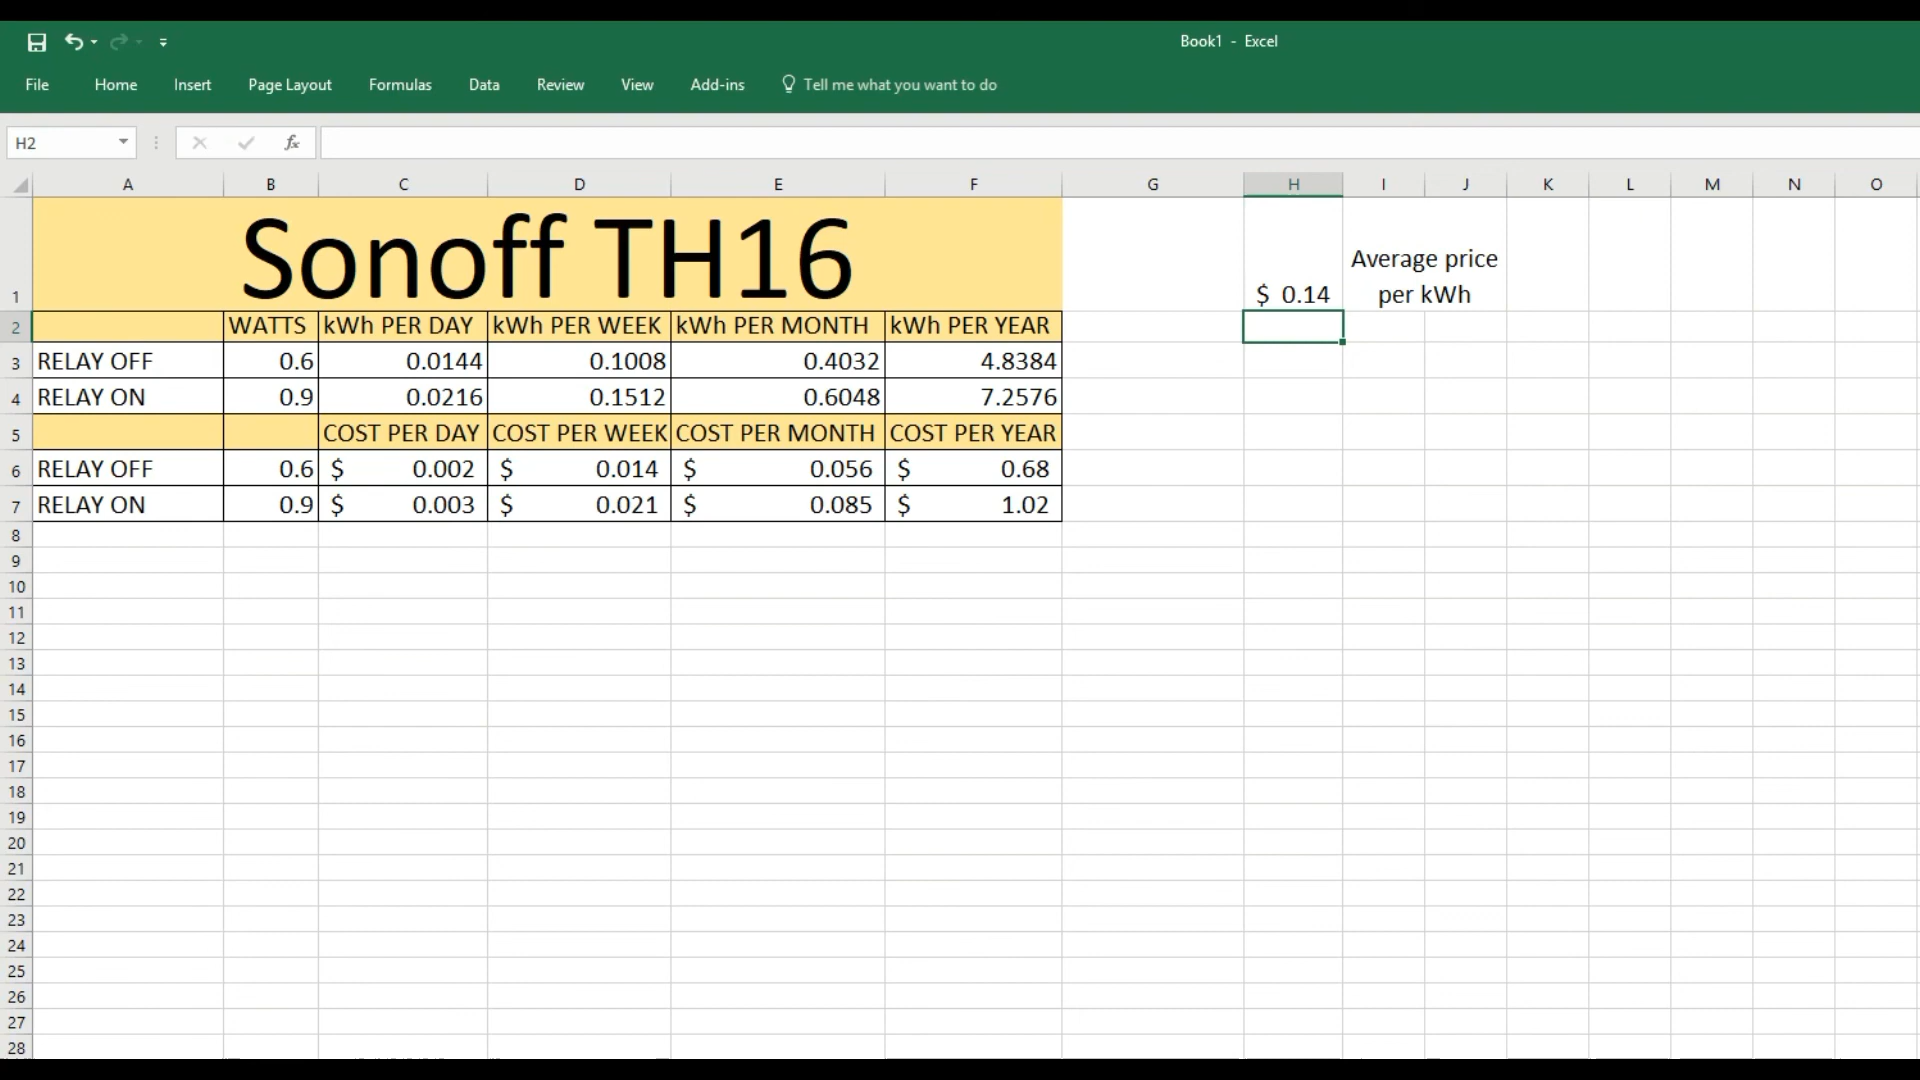 Book1 - Excel
File Home Insert Page Layout Formulas Data Review View Add-ins Tell me what you want to do
H2 fx
A B C D E F G H I J K L M N O
1 Sonoff TH16 $ 0.14 Average price
per kWh
2 WATTS kWh PER DAY kWh PER WEEK kWh PER MONTH kWh PER YEAR
3 RELAY OFF 0.6 0.0144 0.1008 0.4032 4.8384
4 RELAY ON 0.9 0.0216 0.1512 0.6048 7.2576
5 COST PER DAY COST PER WEEK COST PER MONTH COST PER YEAR
6 RELAY OFF 0.6 $ 0.002 $ 0.014 $ 0.056 $ 0.68
7 RELAY ON 0.9 $ 0.003 $ 0.021 $ 0.085 $ 1.02
8
9
10
11
12
13
14
15
16
17
18
19
20
21
22
23
24
25
26
27
28